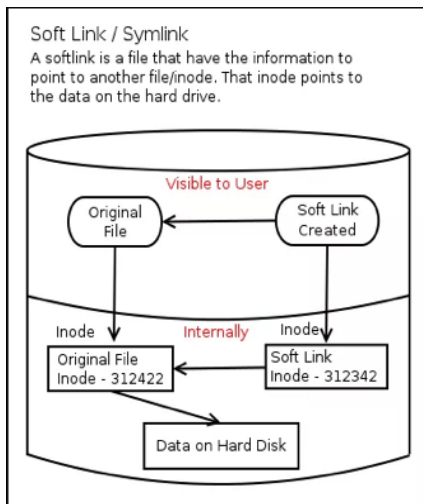 Soft Link / Symlink
A softlink is a file that have the information to
point to another file/inode. That inode points to
the data on the hard drive.
Visible to User
Original
File
Soft Link
Created
Inode
Internally
Inode
Original File
Inode - 312422
Soft Link
Inode - 312342
Data on Hard Disk